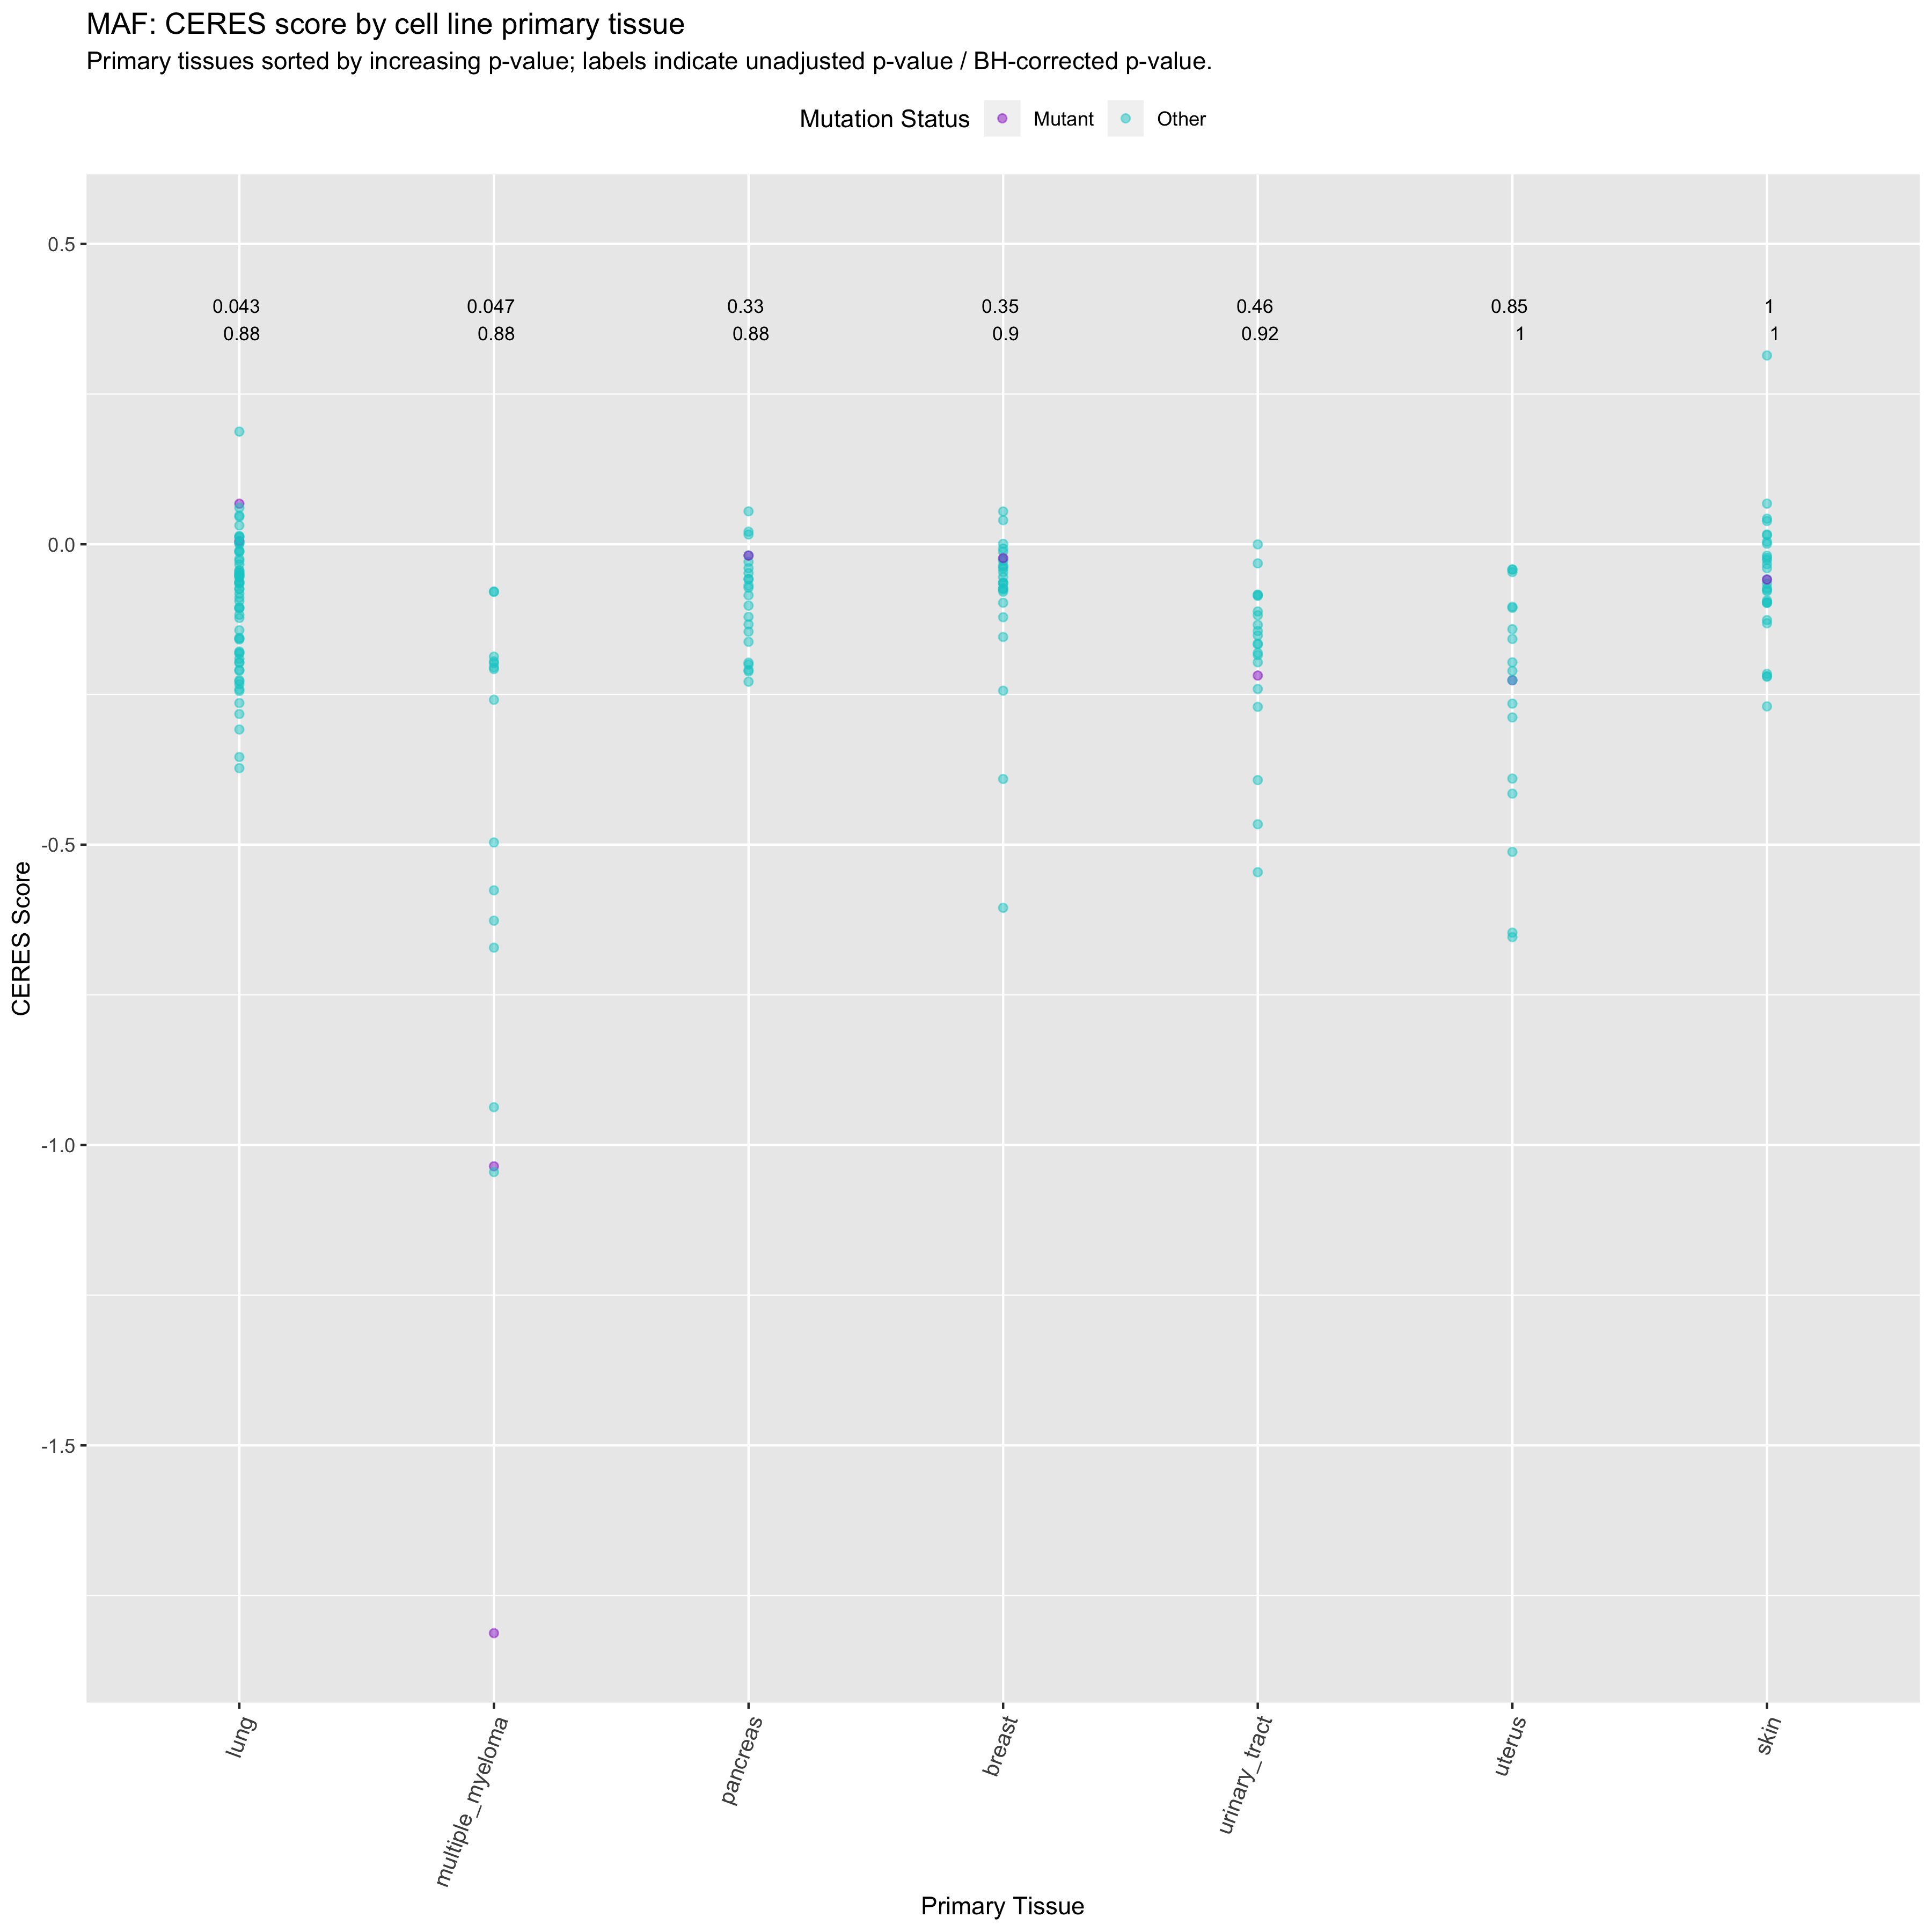 MAF: CERES score by cell line primary tissue
Primary tissues sorted by increasing p-value; labels indicate unadjusted p-value / BH-corrected p-value.
Mutation Status Mutant Other
0.5
0.043 0.047 0.33 0.35 0.46 0.85 1
0.88 0.88 0.88 0.9 0.92 1 1
0.0
-0.5
-1.0
-1.5
CERES Score
lung
multiple_myeloma
pancreas
breast
urinary_tract
uterus
skin
Primary Tissue